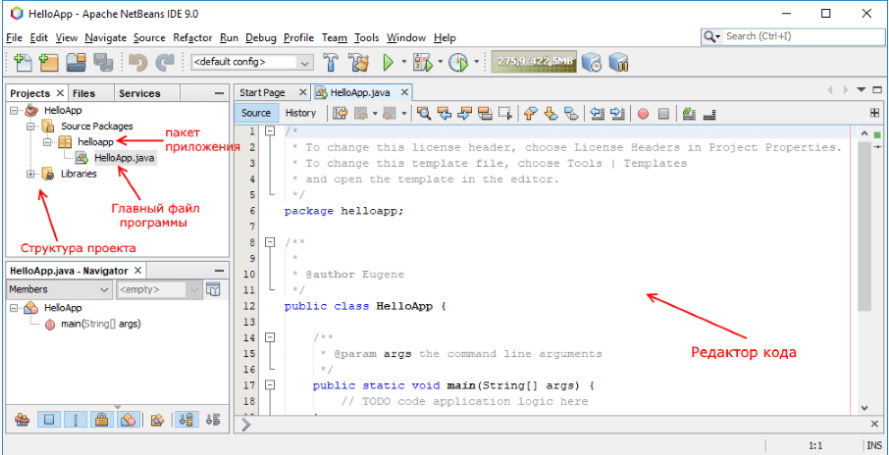 HelloApp - Apache NetBeans IDE 9.0
File Edit View Navigate Source Refactor Run Debug Profile Team Tools Window Help
Search (Ctrl+I)
<default config>
275,9/422,5MB
Projects Files Services
HelloApp
Source Packages
helloapp
HelloApp.java
Libraries
пакет
приложения
Главный файл
программы
Структура проекта
HelloApp.java - Navigator
Members <empty>
HelloApp
main(String[] args)
Start Page HelloApp.java
Source History
1 /*
2 * To change this license header, choose License Headers in Project Properties.
3 * To change this template file, choose Tools | Templates
4 * and open the template in the editor.
5 */
6 package helloapp;
7
8 /**
9 *
10 * @author Eugene
11 */
12 public class HelloApp {
13
14 /**
15 * @param args the command line arguments
16 */
17 public static void main(String[] args) {
18 // TODO code application logic here
Редактор кода
1:1 INS